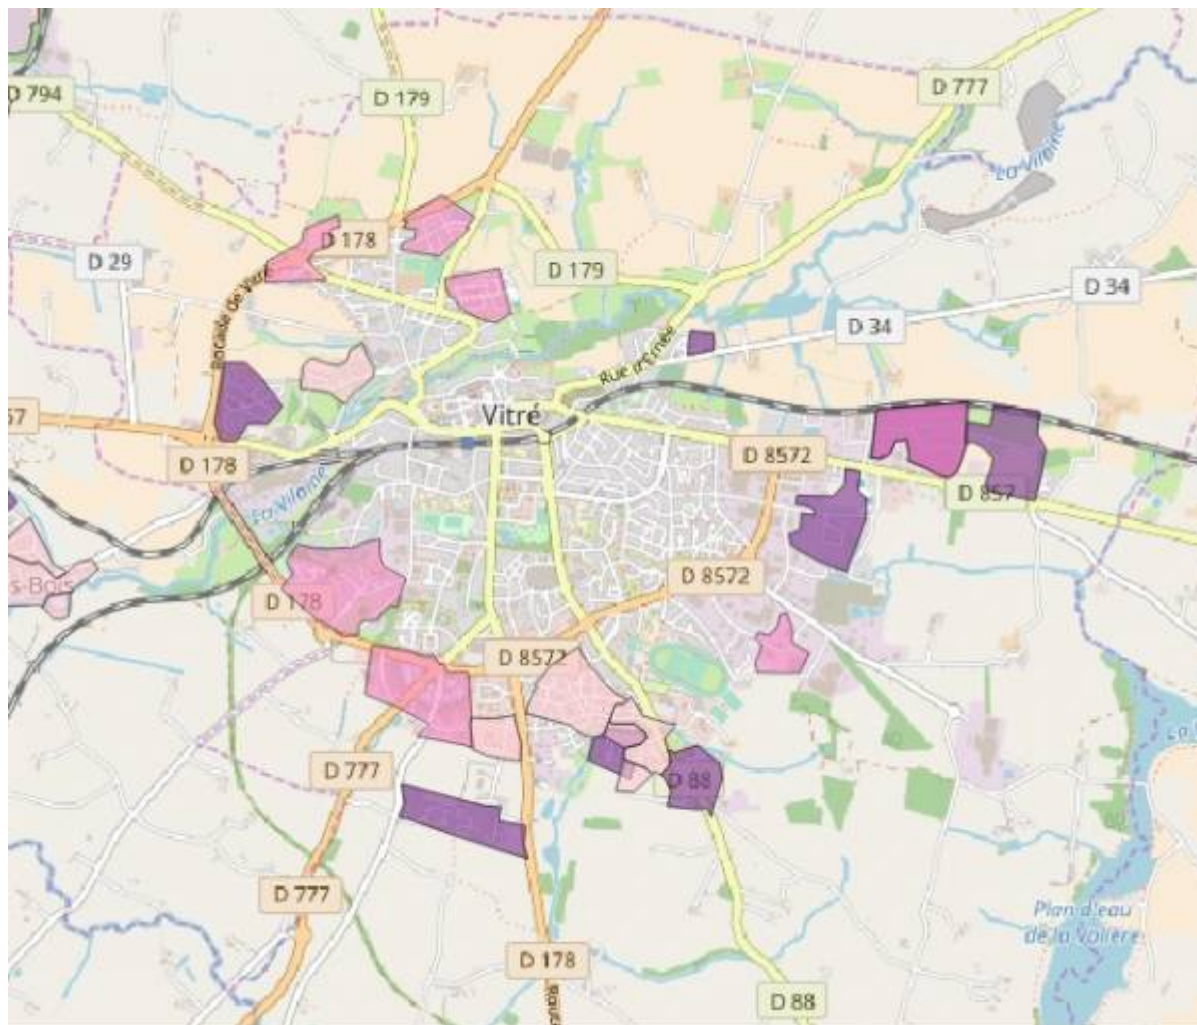 D 777
D 794
D 179
La Vilaine
D 178
D 29
D 179
D 34
Rocade de Vitré
D 34
Rue d'Ernée
57
Vitré
D 8572
D 178
D 857
La Vilaine
D 8572
s-Bois
D 178
D 8572
D 777
D 88
D 777
Plan d'eau
de la Valière
D 178
D 88